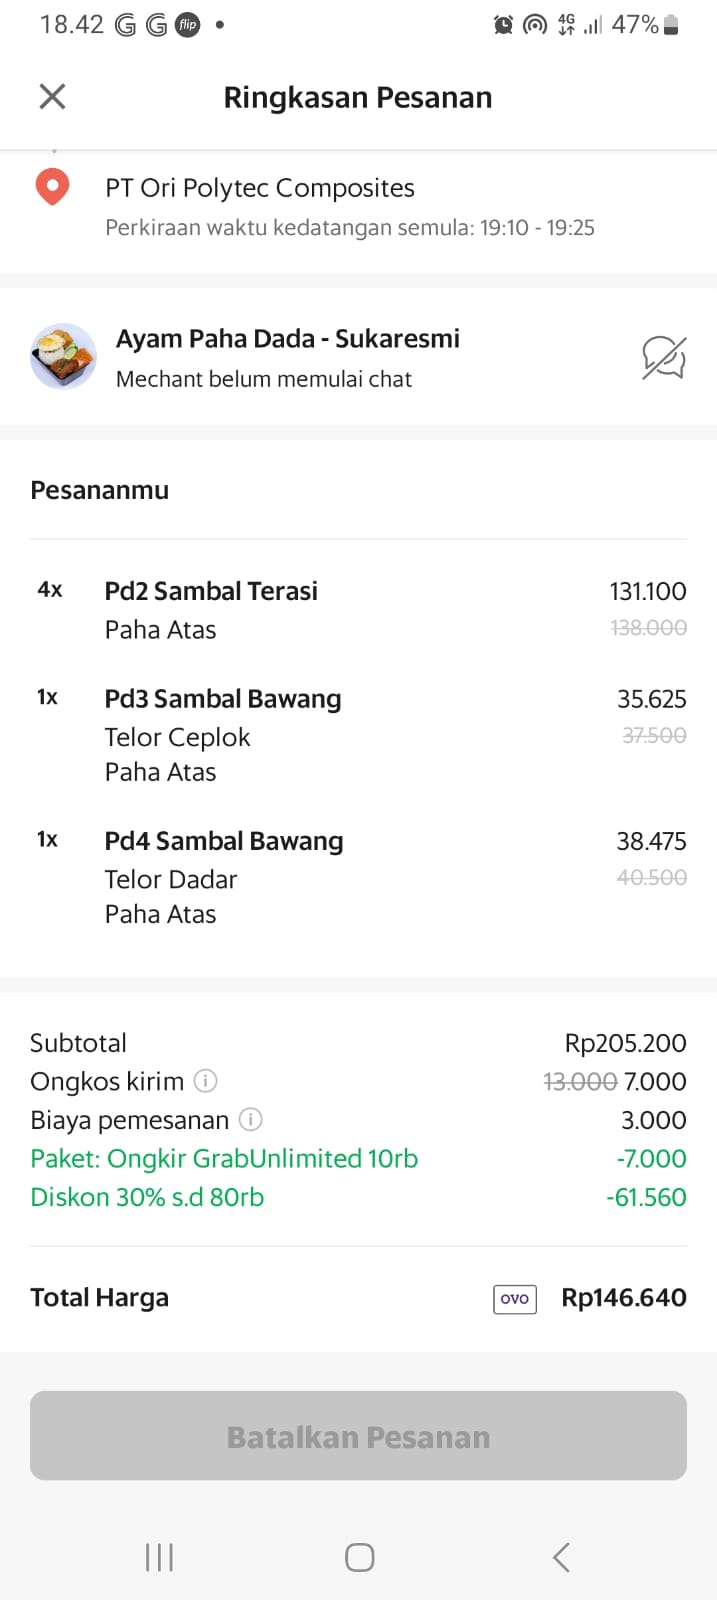 18.42 G G flip • 4G 47%
Ringkasan Pesanan
PT Ori Polytec Composites
Perkiraan waktu kedatangan semula: 19:10 - 19:25
Ayam Paha Dada - Sukaresmi
Mechant belum memulai chat
Pesananmu
4x Pd2 Sambal Terasi 131.100
Paha Atas 138.000
1x Pd3 Sambal Bawang 35.625
Telor Ceplok 37.500
Paha Atas
1x Pd4 Sambal Bawang 38.475
Telor Dadar 40.500
Paha Atas
Subtotal Rp205.200
Ongkos kirim 13.000 7.000
Biaya pemesanan 3.000
Paket: Ongkir GrabUnlimited 10rb -7.000
Diskon 30% s.d 80rb -61.560
Total Harga OVO Rp146.640
Batalkan Pesanan